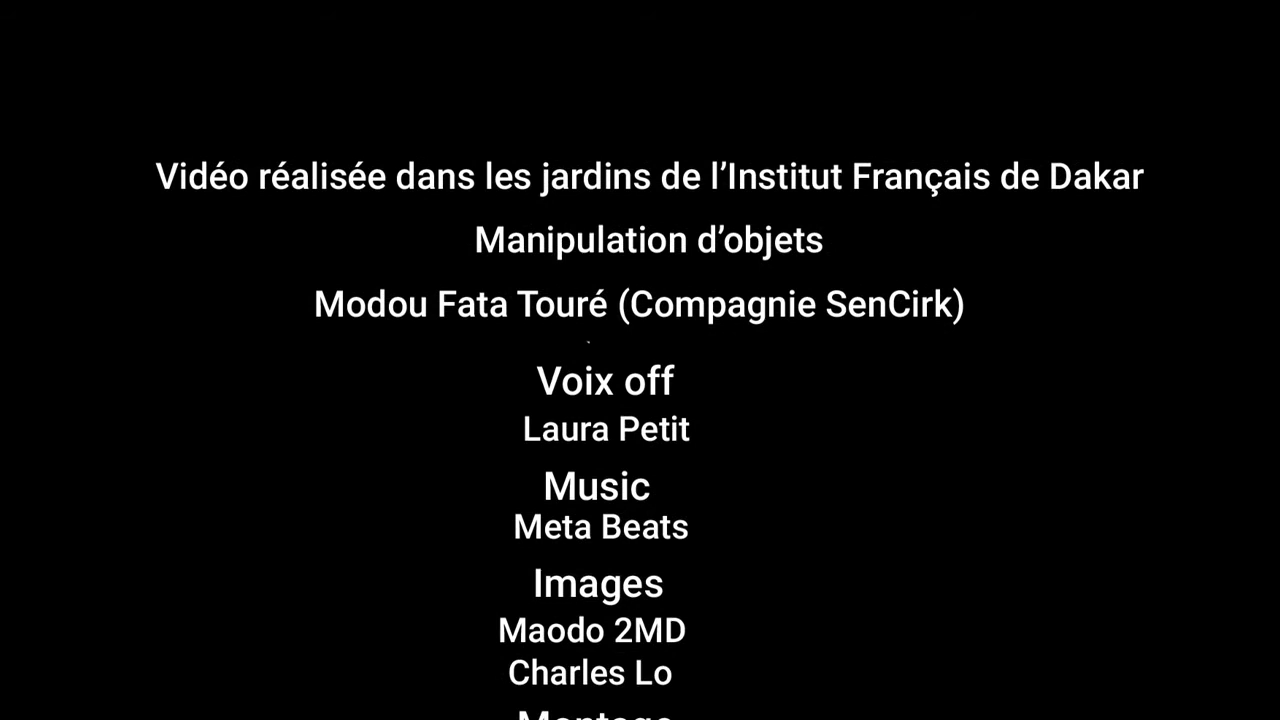 Vidéo réalisée dans les jardins de l’Institut Français de Dakar
Manipulation d’objets
Modou Fata Touré (Compagnie SenCirk)
Voix off
Laura Petit
Music
Meta Beats
Images
Maodo 2MD
Charles Lo